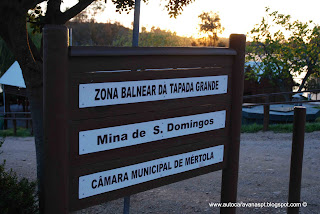 ZONA BALNEAR DA TAPADA GRANDE
Mina de S. Domingos
CÂMARA MUNICIPAL DE MÉRTOLA
www.autocaravanaspt.blogspot.com